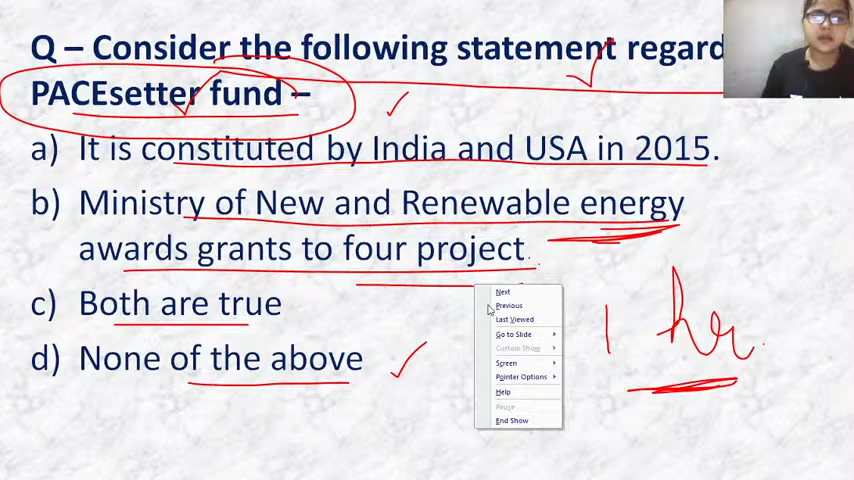 Q – Consider the following statement regard
PACEsetter fund –
a) It is constituted by India and USA in 2015.
b) Ministry of New and Renewable energy
awards grants to four project.
c) Both are true
d) None of the above
1 hr.
Next
Previous
Last Viewed
Go to Slide
Custom Show
Screen
Pointer Options
Help
Pause
End Show